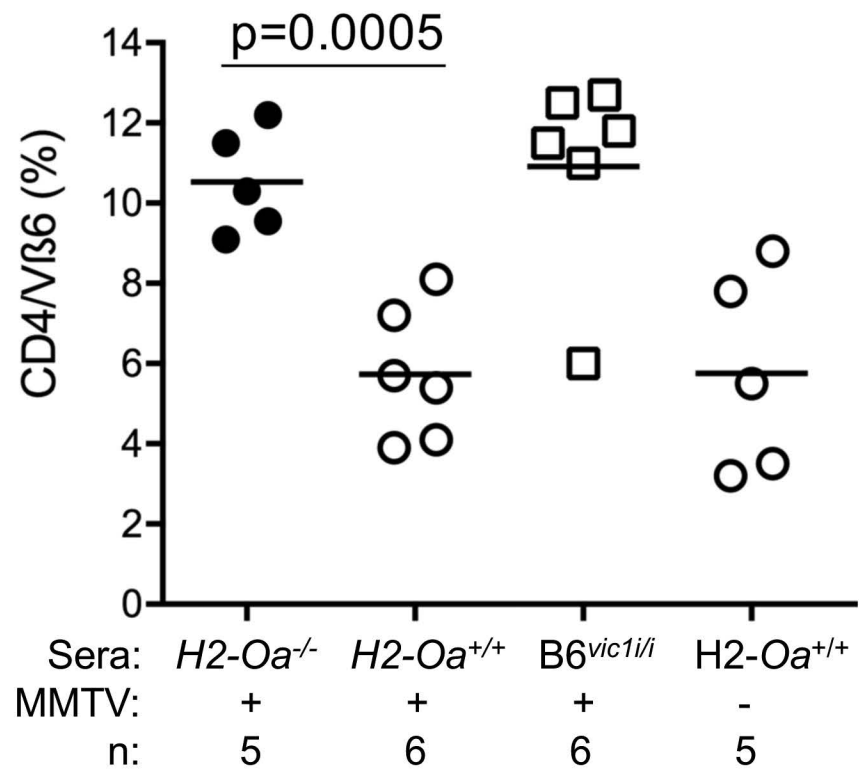 p=0.0005
14
12
10
8
6
4
2
0
CD4/Vß6 (%)
Sera: H2-Oa-/- H2-Oa+/+ B6vic1i/i H2-Oa+/+
MMTV: + + + -
n: 5 6 6 5